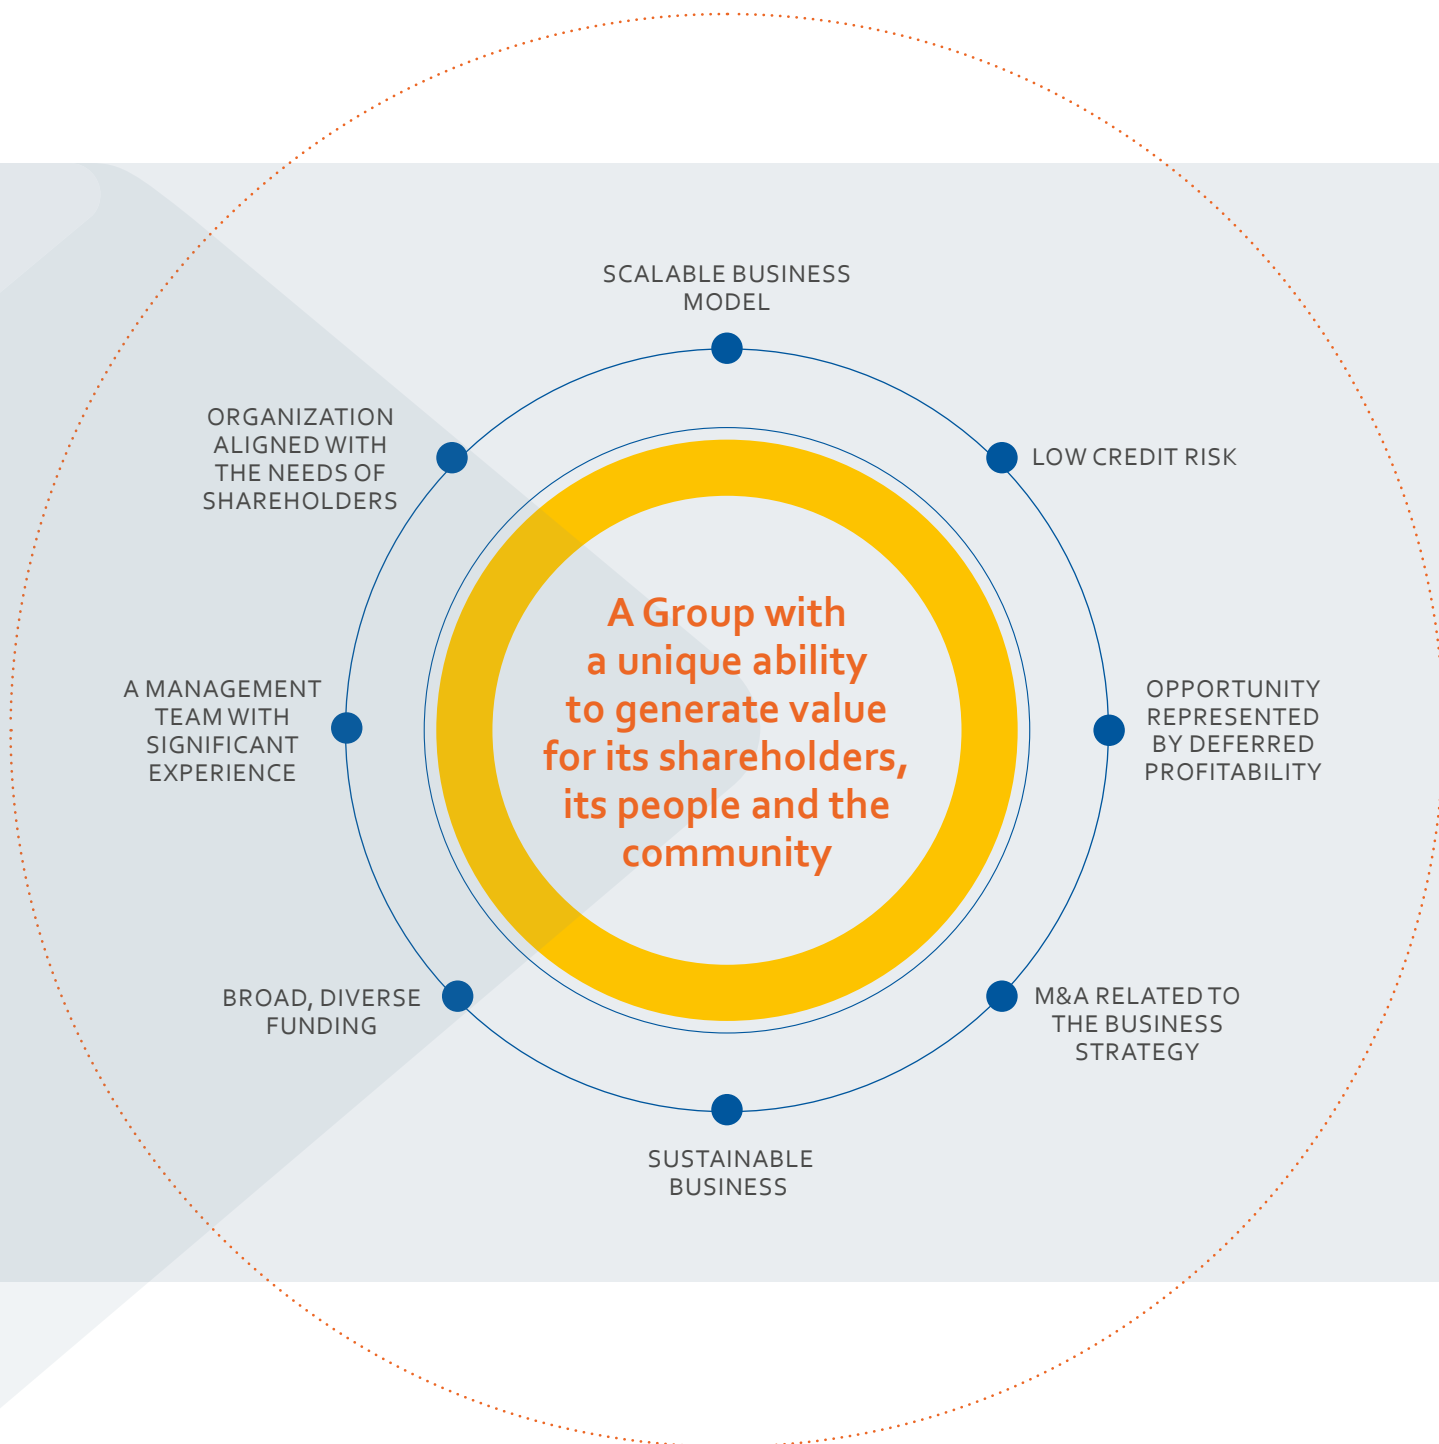 SCALABLE BUSINESS
MODEL
ORGANIZATION
ALIGNED WITH
THE NEEDS OF
SHAREHOLDERS
LOW CREDIT RISK
A Group with
a unique ability
to generate value
for its shareholders,
its people and the
community
A MANAGEMENT
TEAM WITH
SIGNIFICANT
EXPERIENCE
OPPORTUNITY
REPRESENTED
BY DEFERRED
PROFITABILITY
BROAD, DIVERSE
FUNDING
M&A RELATED TO
THE BUSINESS
STRATEGY
SUSTAINABLE
BUSINESS